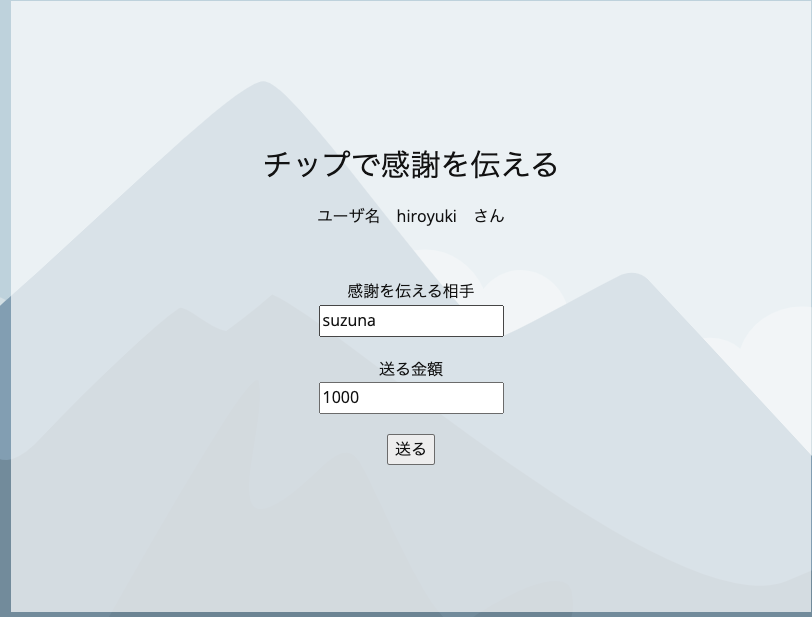 チップで感謝を伝える
ユーザ名　hiroyuki　さん
感謝を伝える相手
suzuna
送る金額
1000
送る